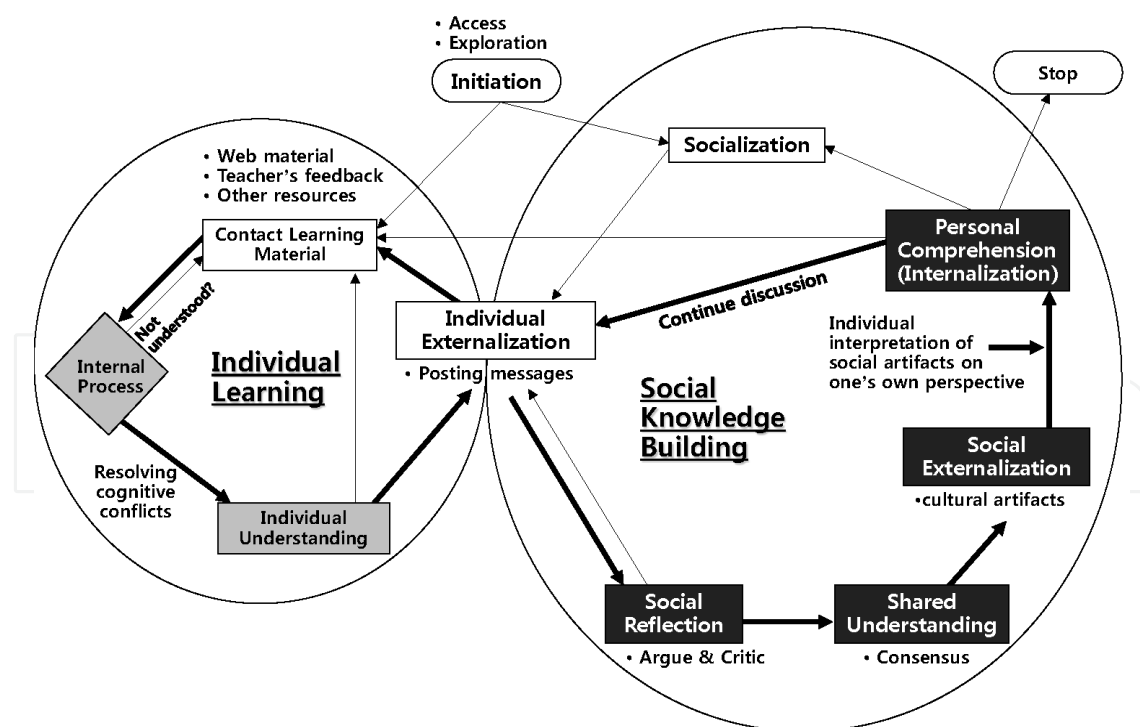 • Access
• Exploration
Initiation
Stop
Socialization
• Web material
• Teacher's feedback
• Other resources
Contact Learning
Material
Personal
Comprehension
(Internalization)
Not
understood?
Internal
Process
Individual
Learning
Individual
Externalization
• Posting messages
Continue discussion
Individual
interpretation of
social artifacts on
one's own perspective
Social
Knowledge
Building
Resolving
cognitive
conflicts
Individual
Understanding
Social
Externalization
•cultural artifacts
Social
Reflection
• Argue & Critic
Shared
Understanding
• Consensus